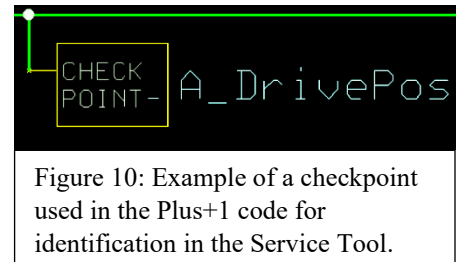 CHECK
POINT-
A_DrivePos
Figure 10: Example of a checkpoint
used in the Plus+1 code for
identification in the Service Tool.